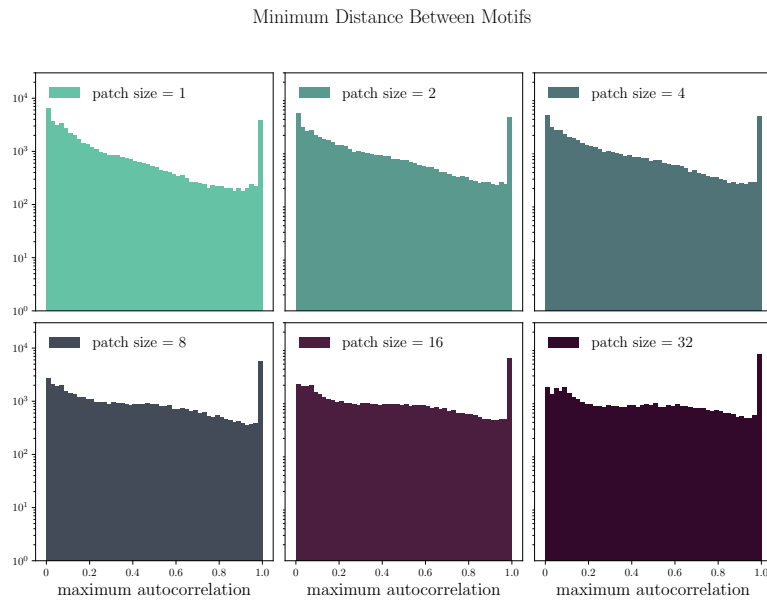 Minimum Distance Between Motifs
patch size = 1
patch size = 2
patch size = 4
10^4
10^3
10^2
10^1
10^0
patch size = 8
patch size = 16
patch size = 32
10^4
10^3
10^2
10^1
10^0
0 0.2 0.4 0.6 0.8 1.0
0 0.2 0.4 0.6 0.8 1.0
0 0.2 0.4 0.6 0.8 1.0
maximum autocorrelation
maximum autocorrelation
maximum autocorrelation